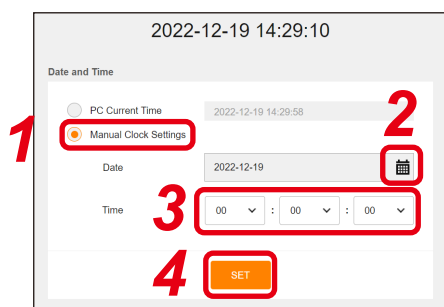 2022-12-19 14:29:10
Date and Time
PC Current Time 2022-12-19 14:29:58
1 Manual Clock Settings 2
Date 2022-12-19
3
Time 00 : 00 : 00
4 SET